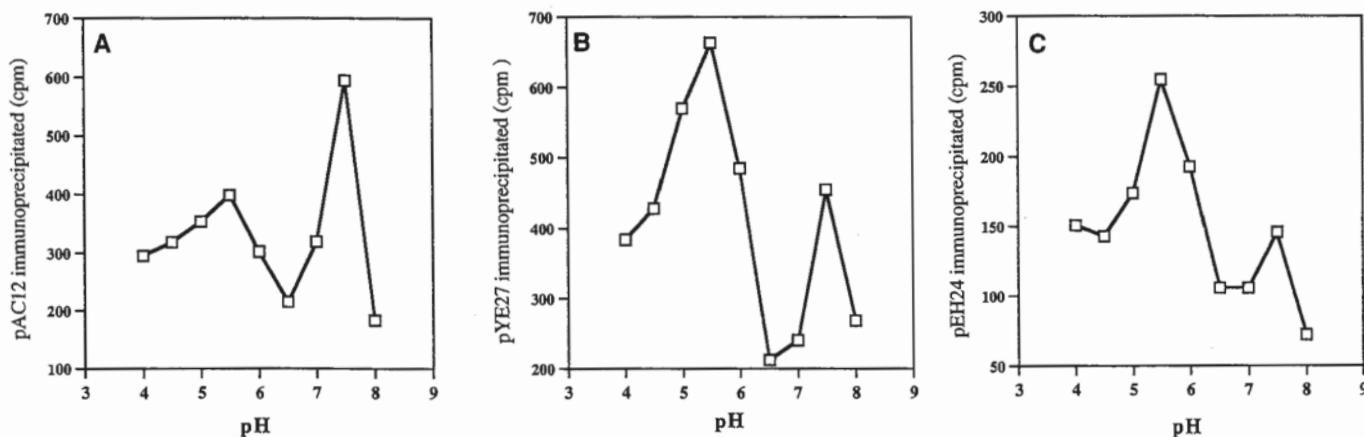 A
pAC12 immunoprecipitated (cpm)
700
600
500
400
300
200
100
3 4 5 6 7 8 9
pH
B
pYE27 immunoprecipitated (cpm )
700
600
500
400
300
200
3 4 5 6 7 8 9
pH
C
pEH24 immunoprecipitated (cpm)
300
250
200
150
100
50
3 4 5 6 7 8 9
pH